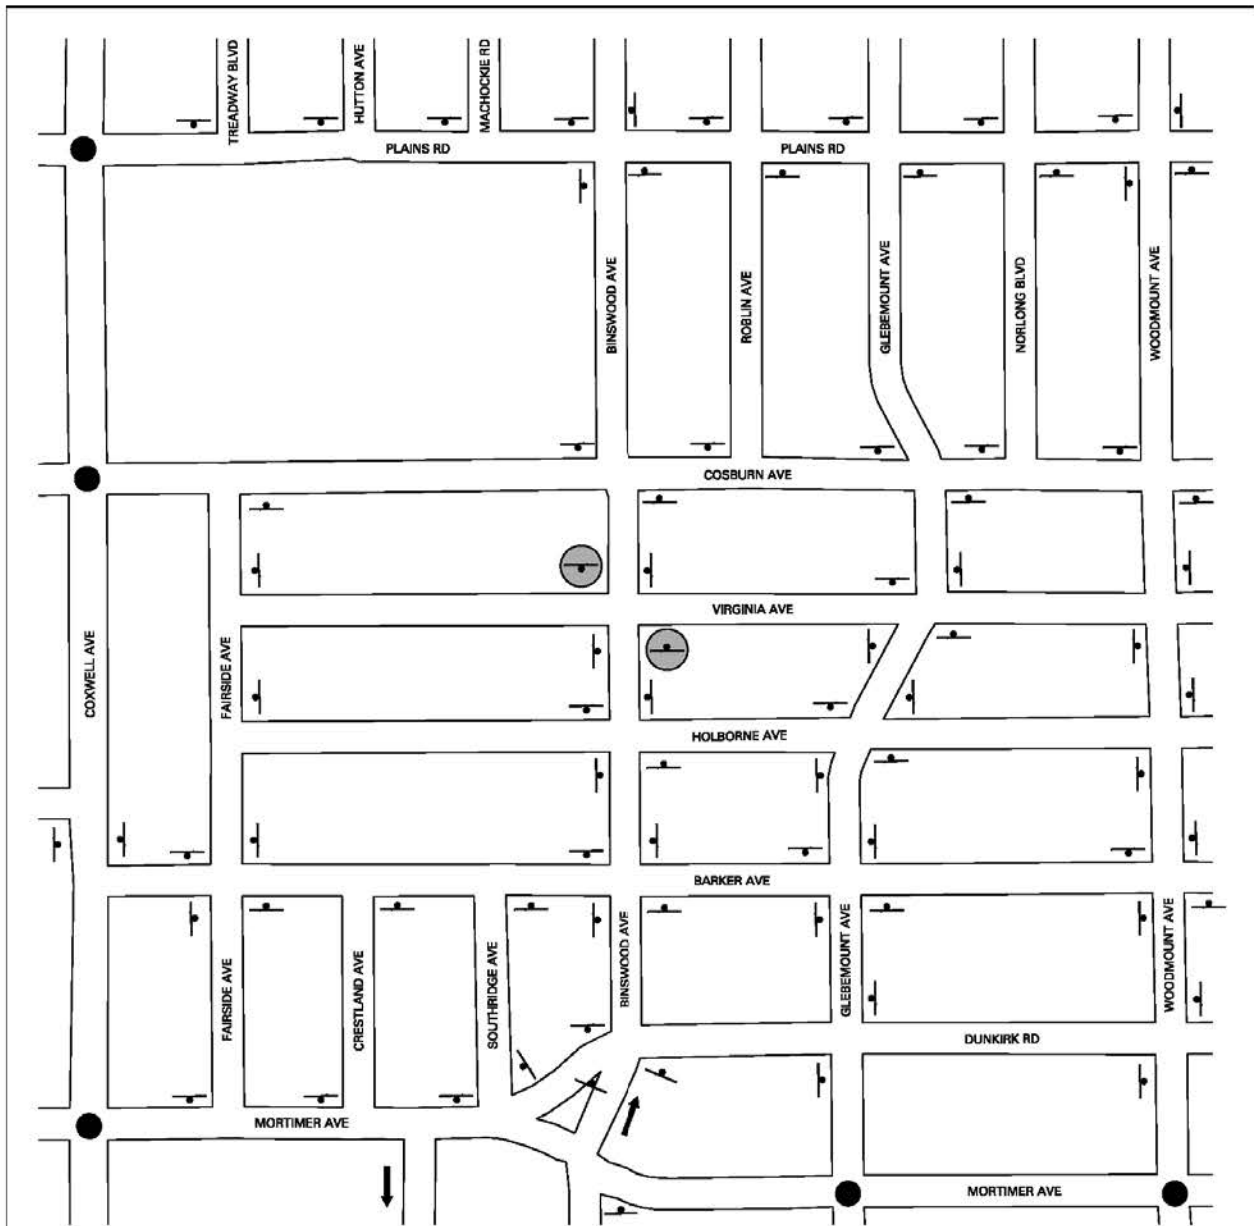 TREADWAY BLVD
HUTTON AVE
MACHOCKIE RD
PLAINS RD
PLAINS RD
BINSWOOD AVE
ROBLIN AVE
GLEBEMOUNT AVE
NORLONG BLVD
WOODMOUNT AVE
COSBURN AVE
VIRGINIA AVE
COXWELL AVE
FAIRSIDE AVE
HOLBORNE AVE
BARKER AVE
FAIRSIDE AVE
CRESTLAND AVE
SOUTHRIDGE AVE
BINSWOOD AVE
GLEBEMOUNT AVE
WOODMOUNT AVE
DUNKIRK RD
MORTIMER AVE
MORTIMER AVE